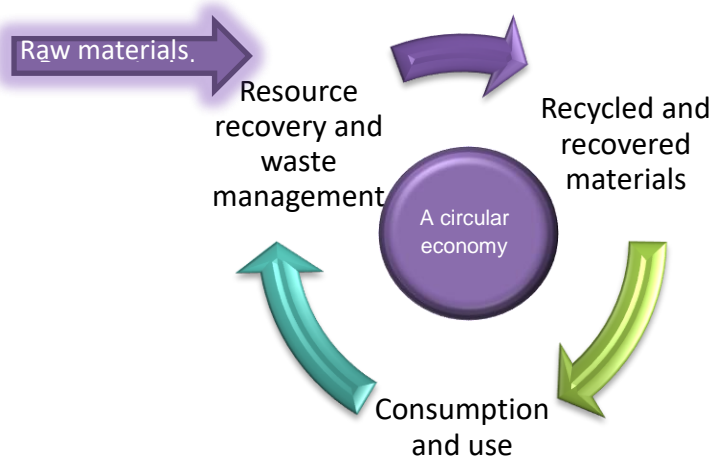 Raw materials.
Resource
recovery and
waste
management
Recycled and
recovered
materials
A circular
economy
Consumption
and use